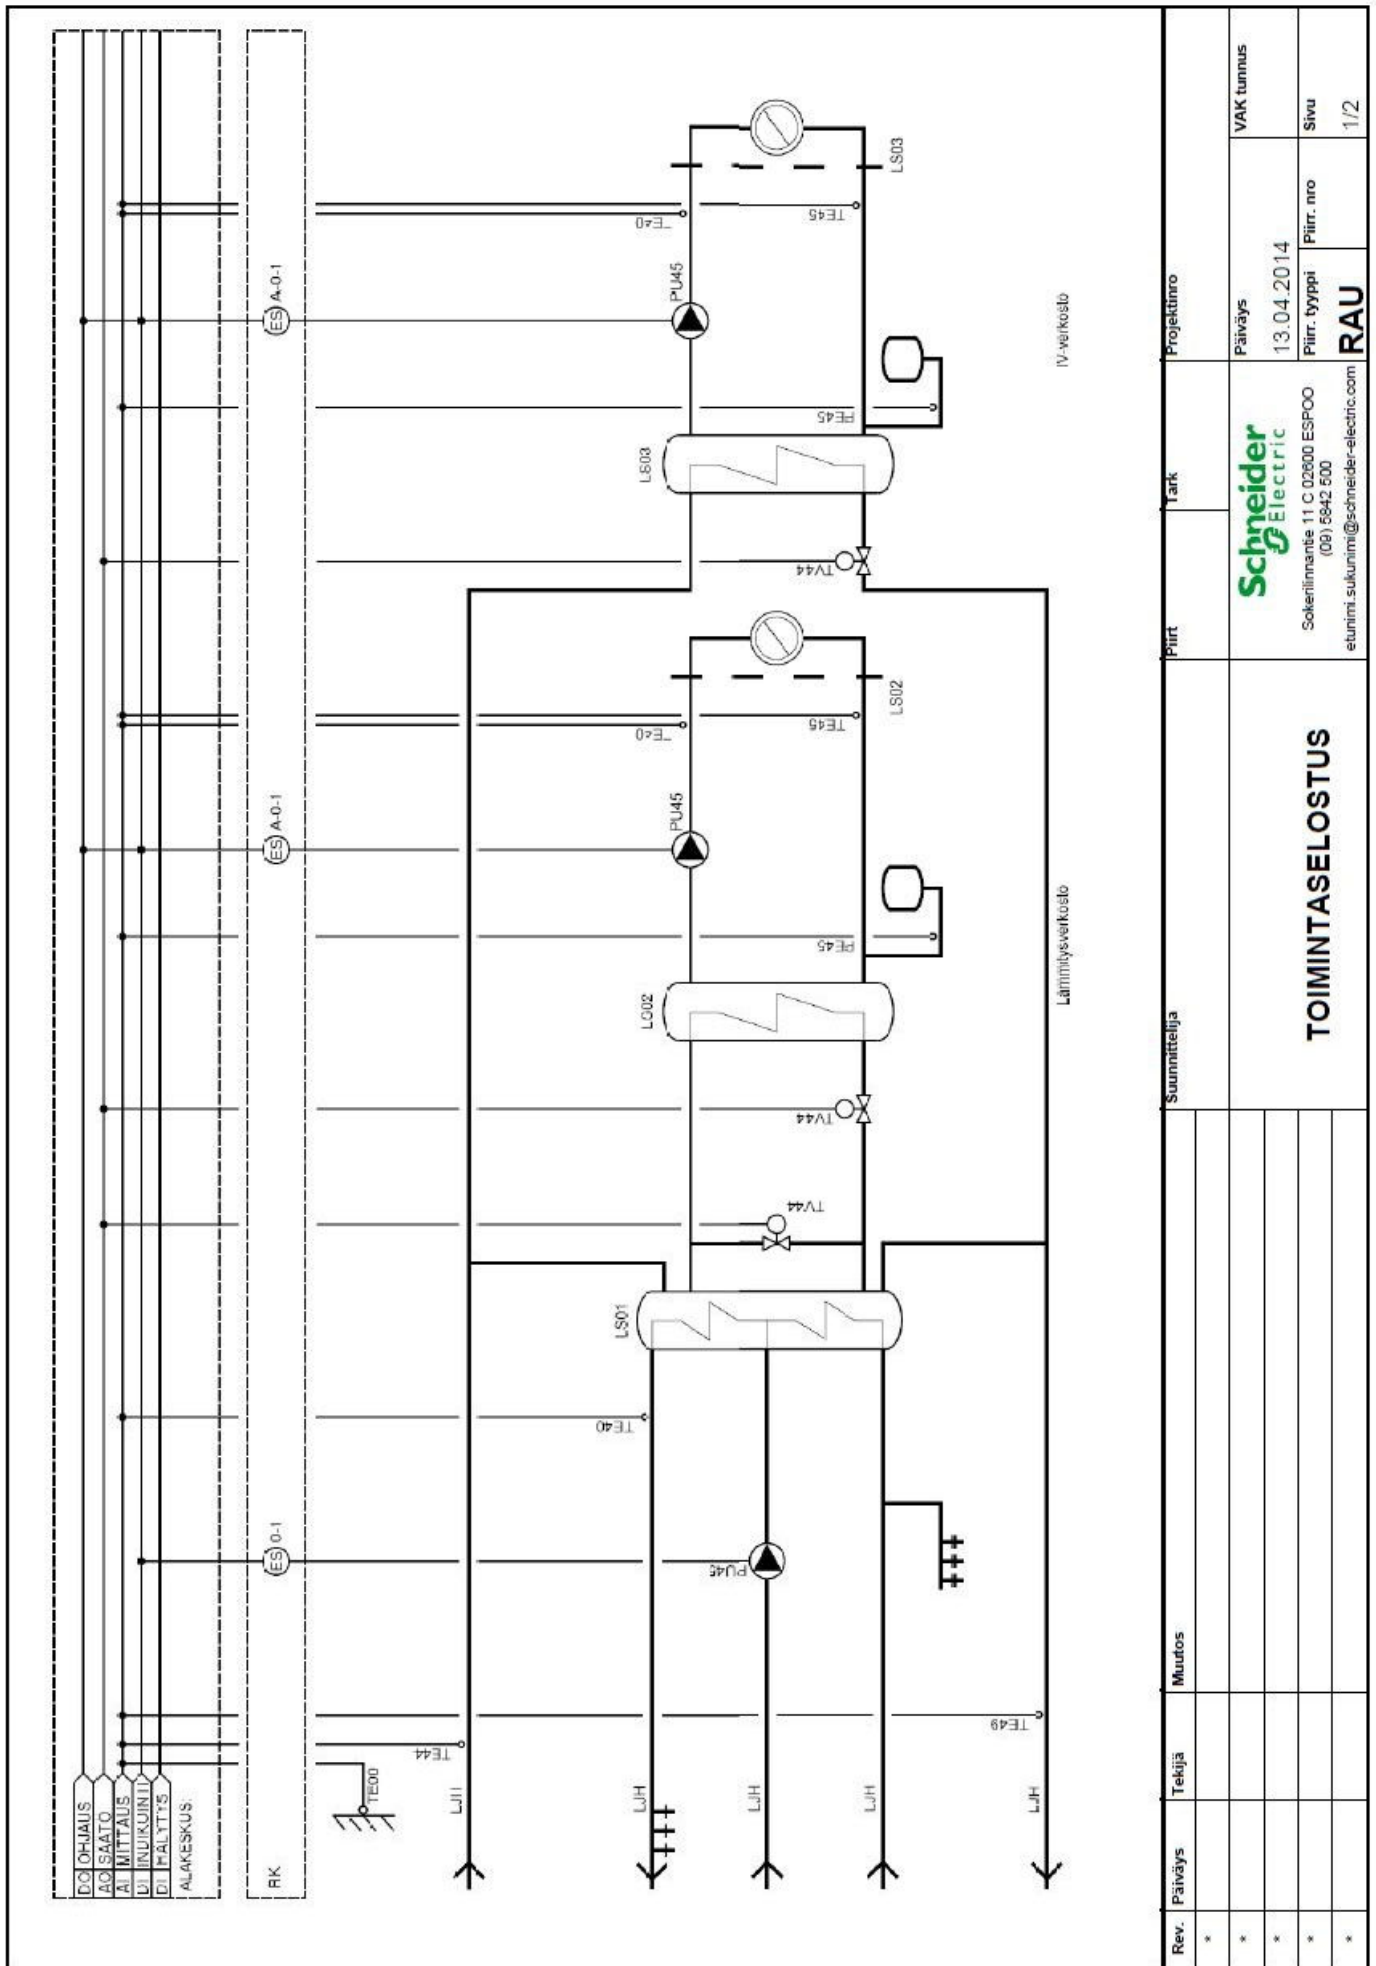 DO OHJAUS
AO SÄÄTÖ
AI MITTAUS
DI INDIKOINTI
DI HÄLYTYS
ALAKESKUS:
RK
ES 0-1
ES A-0-1
ES A-0-1
TE00
TE44
TE49
LJH
LJH
LJH
LJH
TE40
PU45
LS01
TV44
TV44
PE45
PU45
TE40
TE45
LS02
Lämmitysverkosto
TV44
LS03
PE45
PU45
TE40
TE45
LS03
IV-verkosto
Rev. Päiväys Tekijä Muutos
*
*
*
*
*
Suunnittelija
Piirt
Tark
Projektinro
TOIMINTASELOSTUS
Schneider
Electric
Sokerilinnantie 11 C 02600 ESPOO
(09) 5842 500
etunimi.sukunimi@schneider-electric.com
Päiväys
13.04.2014
VAK tunnus
Piirr. tyyppi
RAU
Piirr. nro
Sivu
1/2